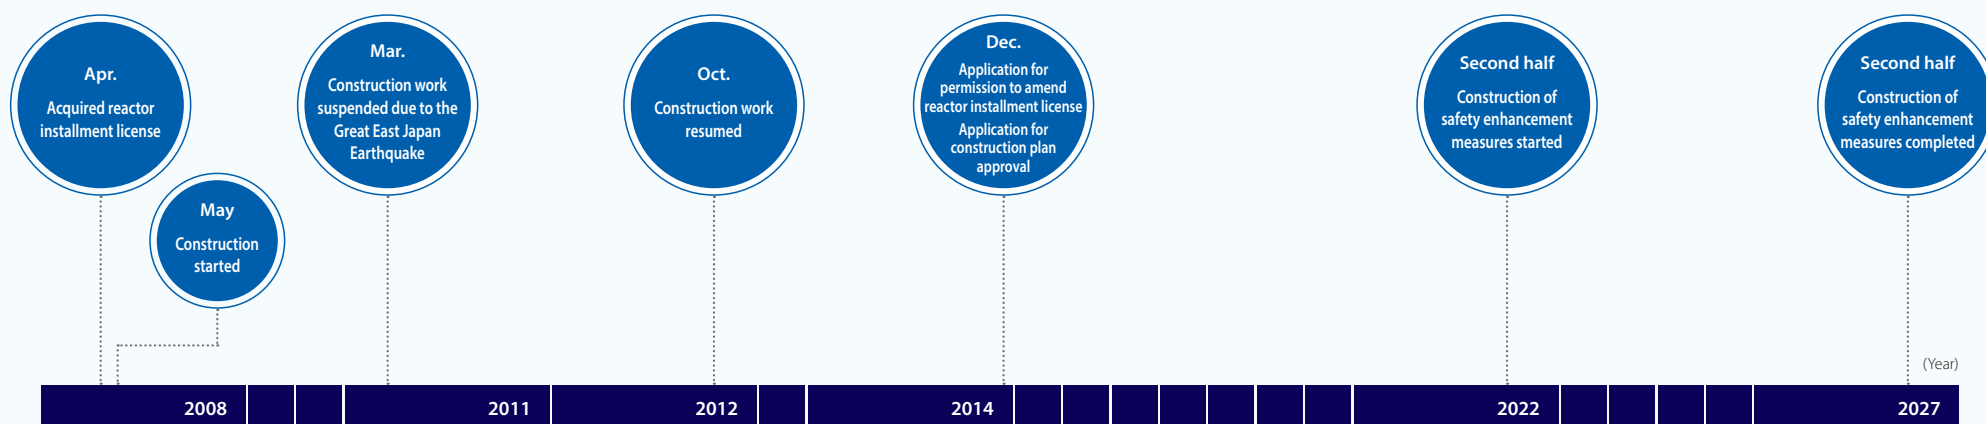 Apr.
Acquired reactor
installment license
May
Construction
started
Mar.
Construction work
suspended due to the
Great East Japan
Earthquake
Oct.
Construction work
resumed
Dec.
Application for
permission to amend
reactor installment license
Application for
construction plan
approval
Second half
Construction of
safety enhancement
measures started
Second half
Construction of
safety enhancement
measures completed
(Year)
2008
2011
2012
2014
2022
2027